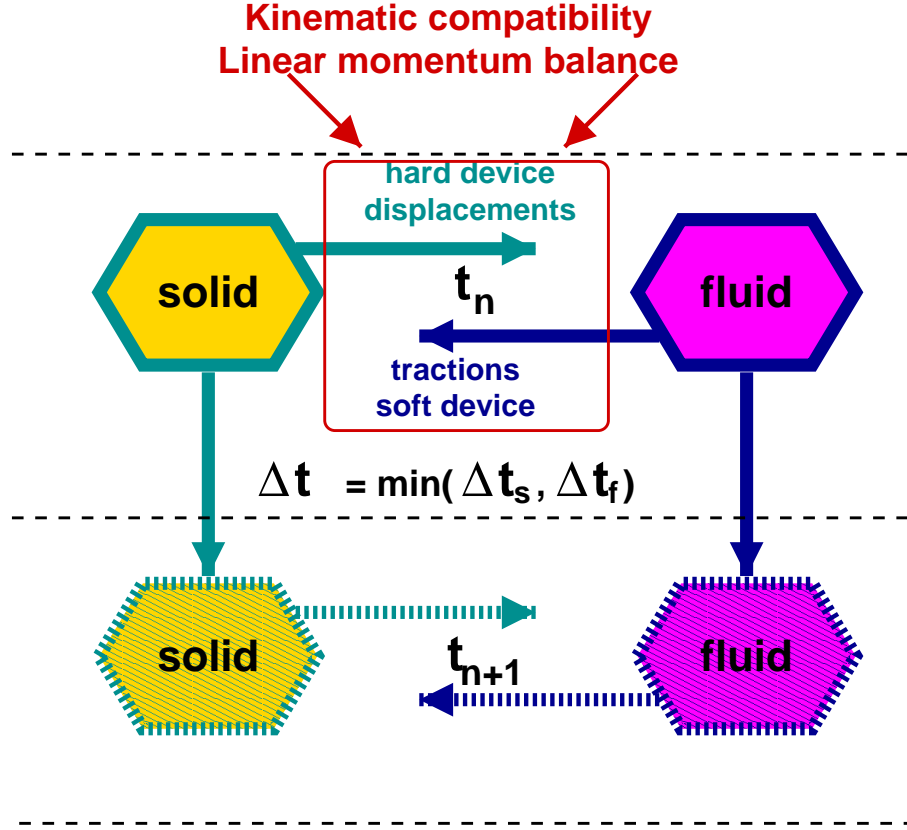 Kinematic compatibility
Linear momentum balance
hard device
displacements
solid
fluid
tₙ
tractions
soft device
Δt = min(Δtₛ, Δt_f)
solid
fluid
tₙ₊₁